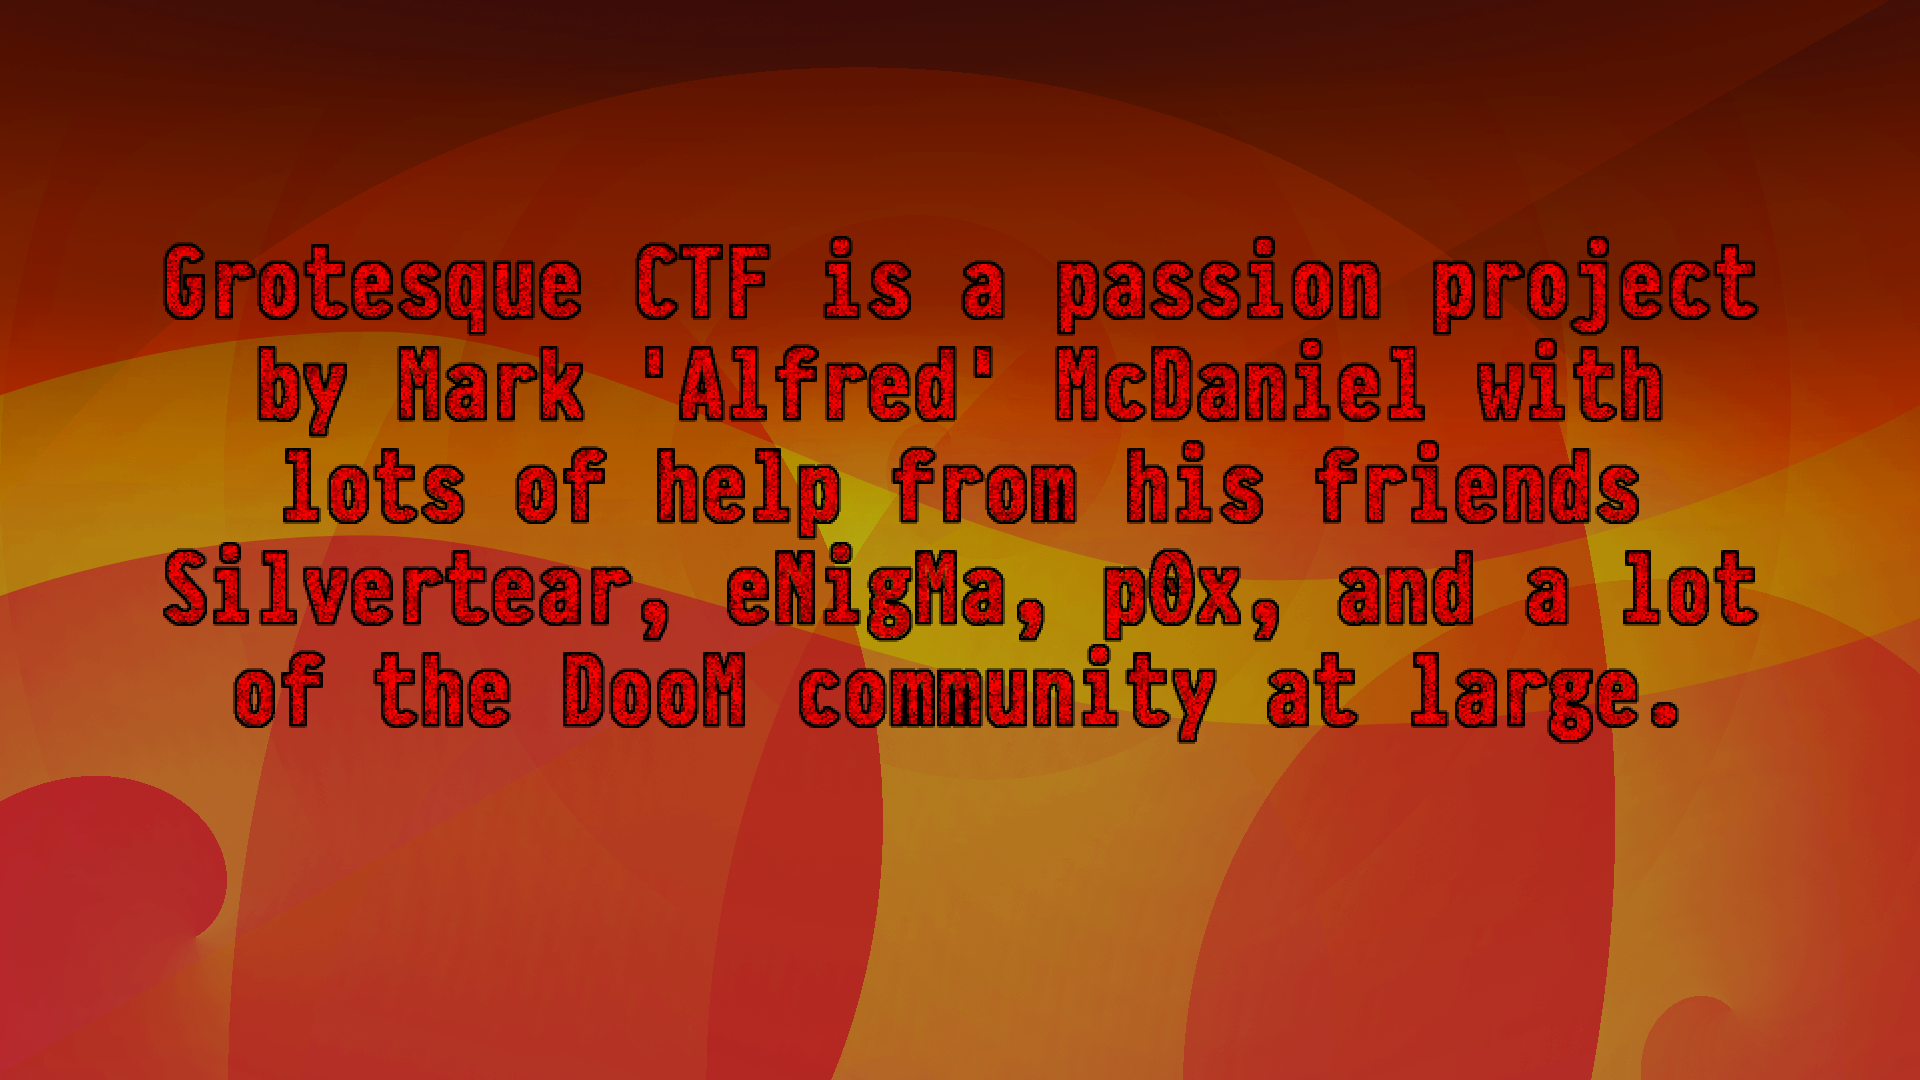 Grotesque CTF is a passion project
by Mark 'Alfred' McDaniel with
lots of help from his friends
Silvertear, eNigMa, p0x, and a lot
of the DooM community at large.